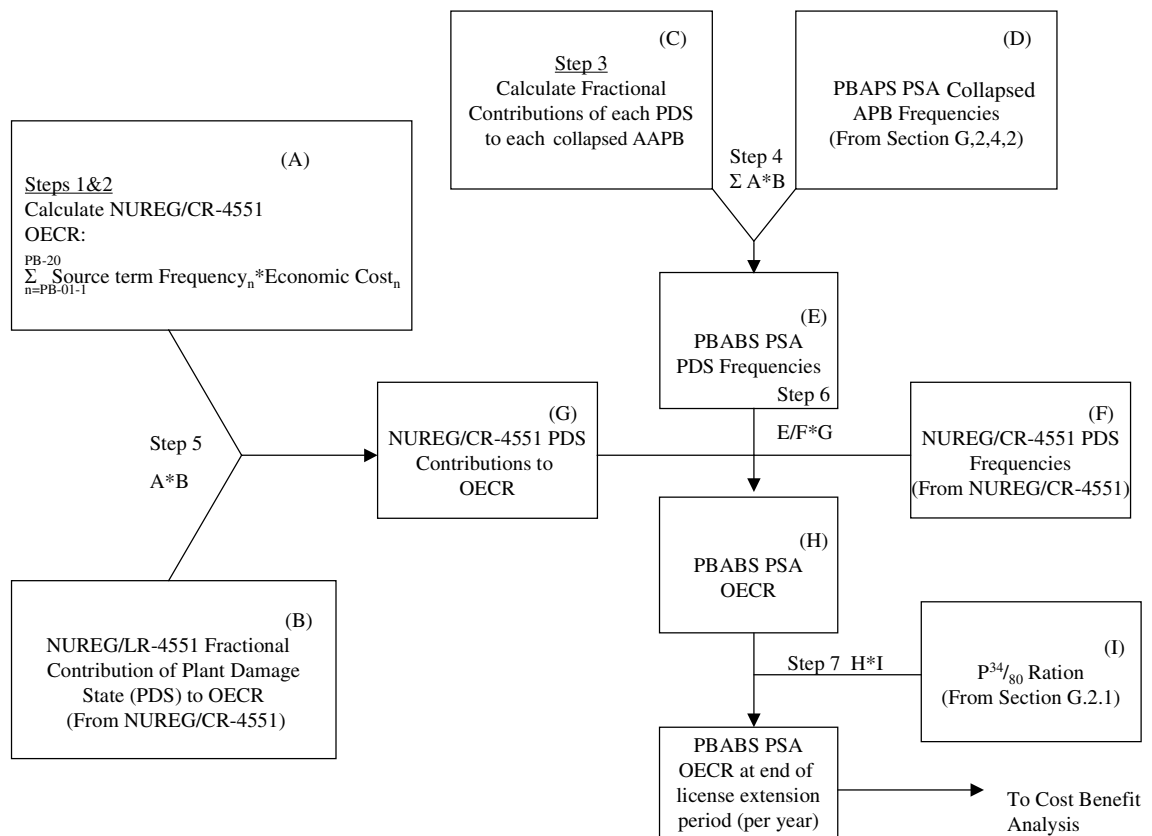 (C)
Step 3
Calculate Fractional
Contributions of each PDS
to each collapsed AAPB
(D)
PBAPS PSA Collapsed
APB Frequencies
(From Section G,2,4,2)
Step 4
Σ A*B
(A)
Steps 1&2
Calculate NUREG/CR-4551
OECR:
PB-20
Σ Source term Frequencyn*Economic Costn
n=PB-01-1
(E)
PBABS PSA
PDS Frequencies
Step 6
E/F*G
Step 5
A*B
(G)
NUREG/CR-4551 PDS
Contributions to
OECR
(F)
NUREG/CR-4551 PDS
Frequencies
(From NUREG/CR-4551)
(H)
PBABS PSA
OECR
(B)
NUREG/LR-4551 Fractional
Contribution of Plant Damage
State (PDS) to OECR
(From NUREG/CR-4551)
Step 7 H*I
(I)
P34/80 Ration
(From Section G.2.1)
PBABS PSA
OECR at end of
license extension
period (per year)
To Cost Benefit
Analysis